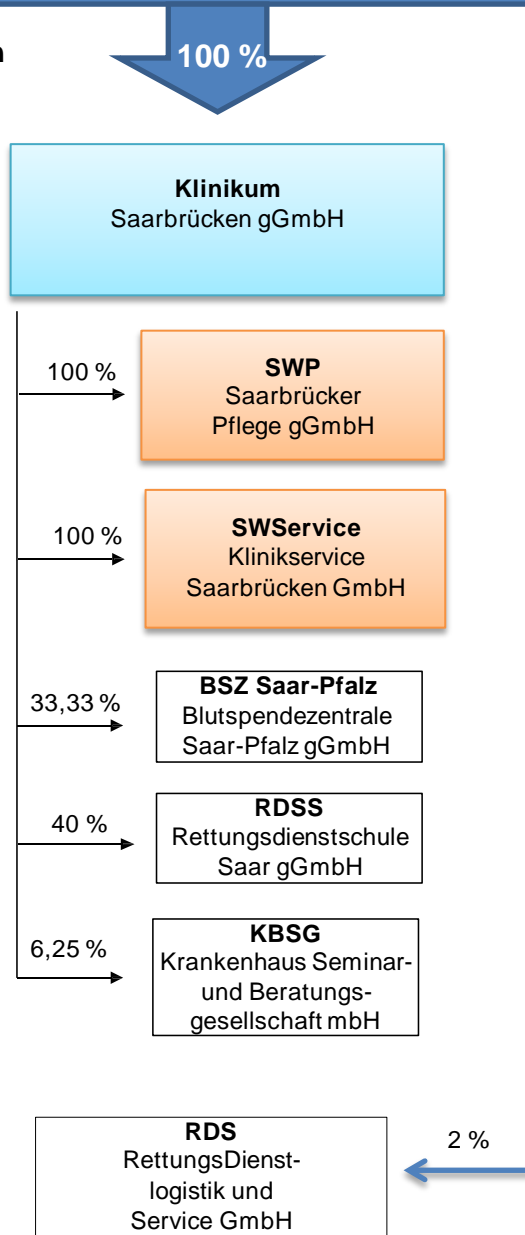 n
100 %
Klinikum
Saarbrücken gGmbH
100 %
SWP
Saarbrücker
Pflege gGmbH
100 %
SWService
Klinikservice
Saarbrücken GmbH
33,33 %
BSZ Saar-Pfalz
Blutspendezentrale
Saar-Pfalz gGmbH
40 %
RDSS
Rettungsdienstschule
Saar gGmbH
6,25 %
KBSG
Krankenhaus Seminar-
und Beratungs-
gesellschaft mbH
RDS
RettungsDienst-
logistik und
Service GmbH
2 %